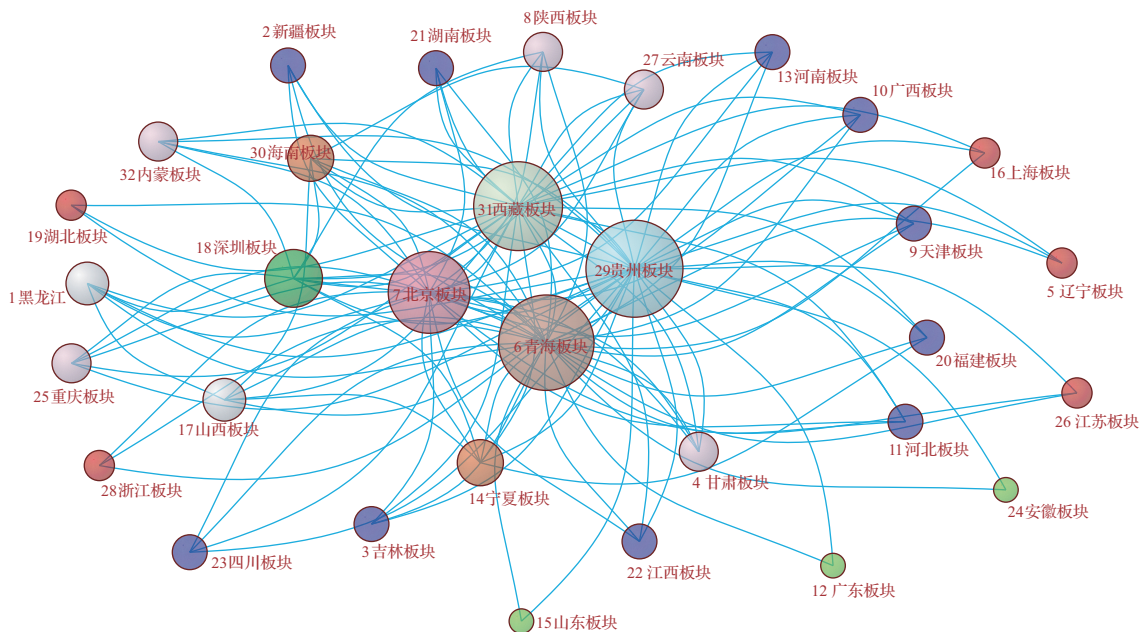 8陕西板块
2新疆板块
21湖南板块
27云南板块
13河南板块
10广西板块
30海南板块
32内蒙板块
16上海板块
31西藏板块
19湖北板块
18深圳板块
9天津板块
29贵州板块
5 辽宁板块
1黑龙江
7北京板块
6青海板块
20福建板块
25重庆板块
26 江苏板块
17山西板块
11河北板块
4 甘肃板块
28浙江板块
14宁夏板块
24安徽板块
3吉林板块
23四川板块
22 江西板块
12 广东板块
15山东板块